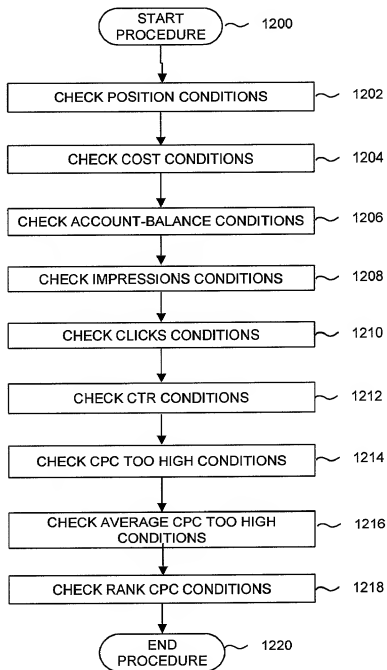 START
PROCEDURE
1200
CHECK POSITION CONDITIONS
1202
CHECK COST CONDITIONS
1204
CHECK ACCOUNT-BALANCE CONDITIONS
1206
CHECK IMPRESSIONS CONDITIONS
1208
CHECK CLICKS CONDITIONS
1210
CHECK CTR CONDITIONS
1212
CHECK CPC TOO HIGH CONDITIONS
1214
CHECK AVERAGE CPC TOO HIGH
CONDITIONS
1216
CHECK RANK CPC CONDITIONS
1218
END
PROCEDURE
1220